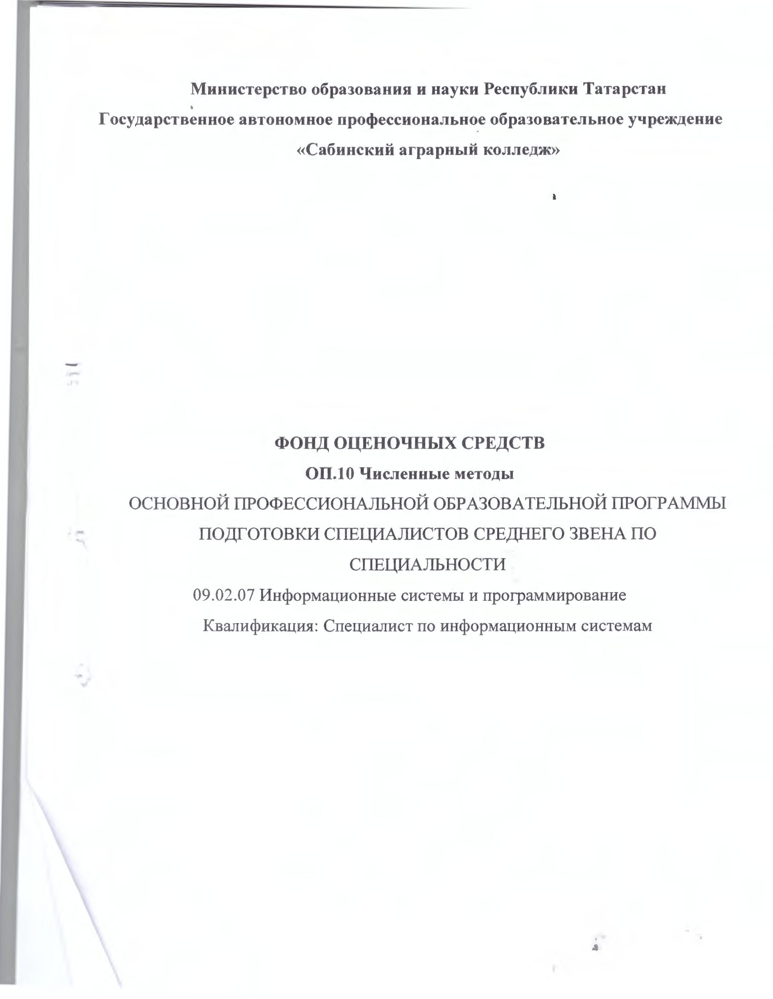 Министерство образования и науки Республики Татарстан
Государственное автономное профессиональное образовательное учреждение
«Сабинский аграрный колледж»
ФОНД ОЦЕНОЧНЫХ СРЕДСТВ
ОП.10 Численные методы
ОСНОВНОЙ ПРОФЕССИОНАЛЬНОЙ ОБРАЗОВАТЕЛЬНОЙ ПРОГРАММЫ
ПОДГОТОВКИ СПЕЦИАЛИСТОВ СРЕДНЕГО ЗВЕНА ПО
СПЕЦИАЛЬНОСТИ
09.02.07 Информационные системы и программирование
Квалификация: Специалист по информационным системам